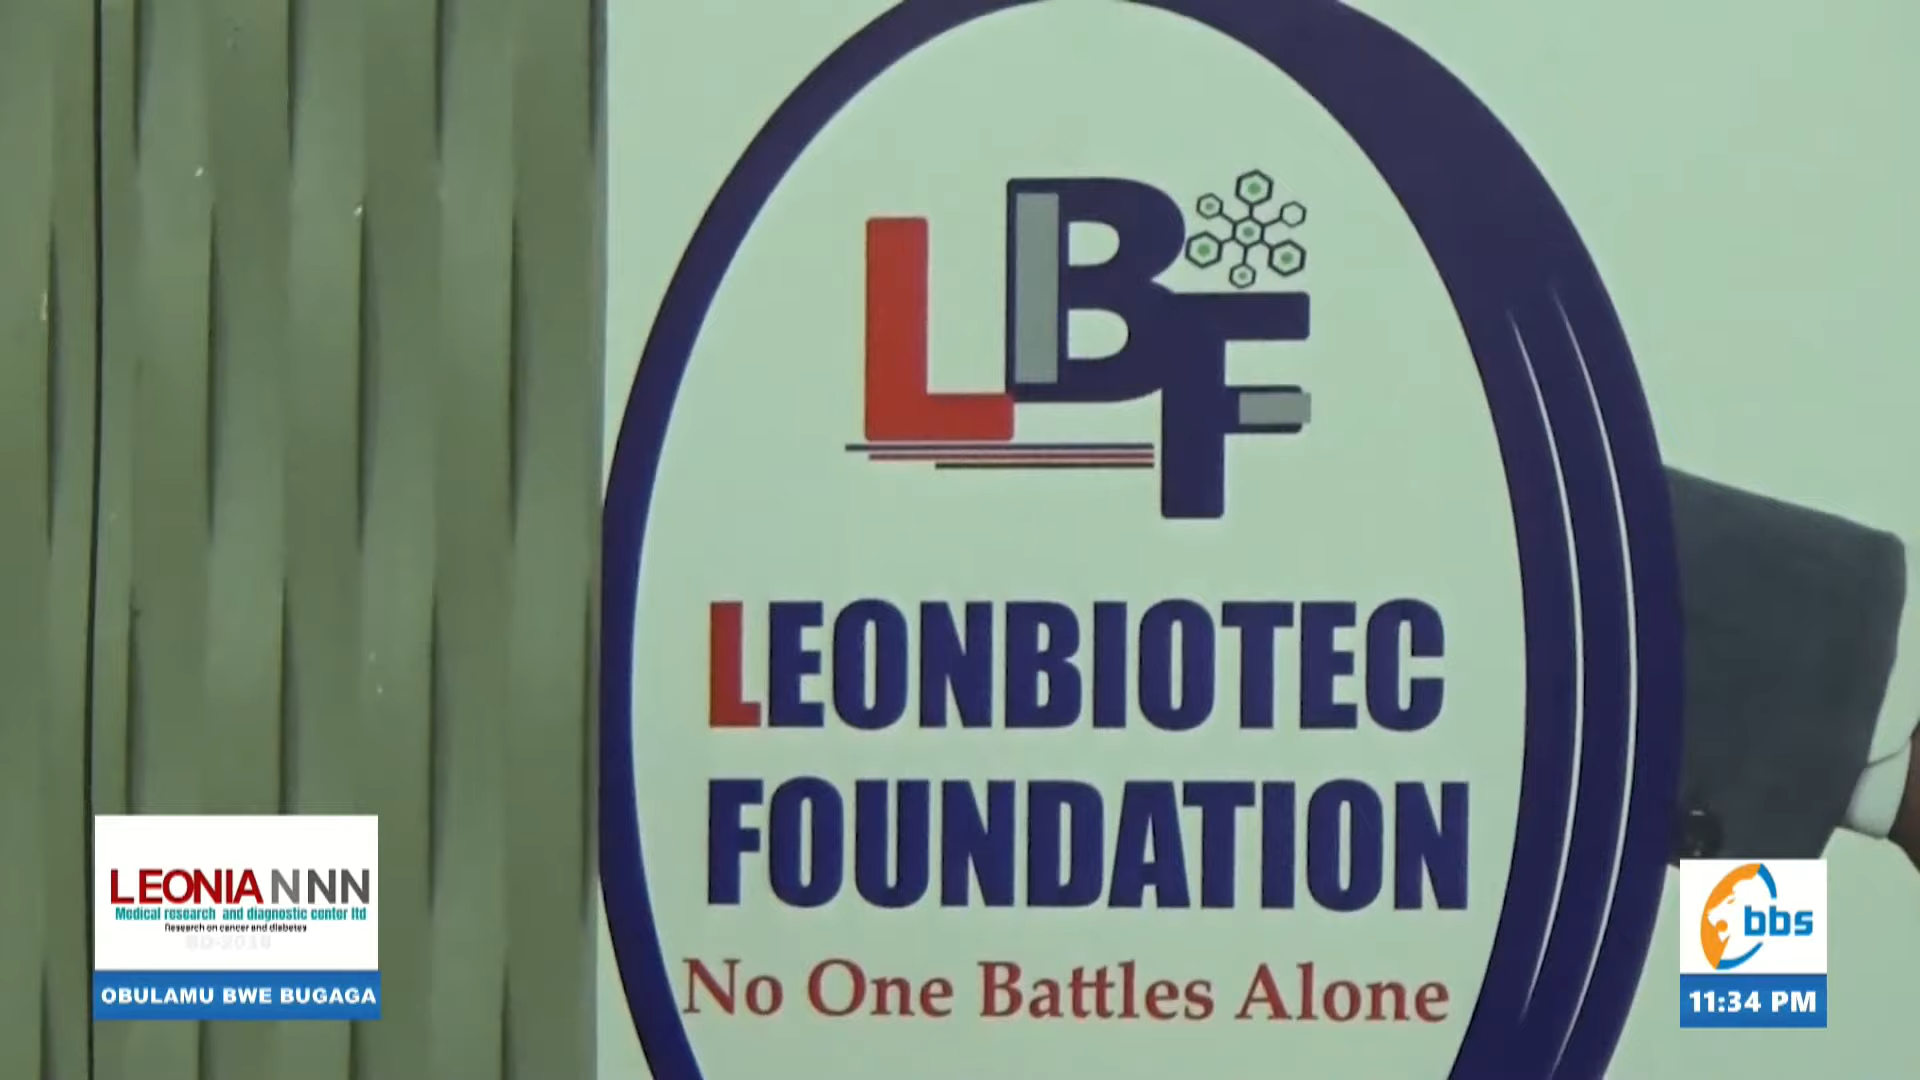 LBF
LEONBIOTEC
FOUNDATION
No One Battles Alone
LEONIA NNN
Medical research and diagnostic center ltd
Research on cancer and diabetes
OBULAMU BWE BUGAGA
bbs
11:34 PM